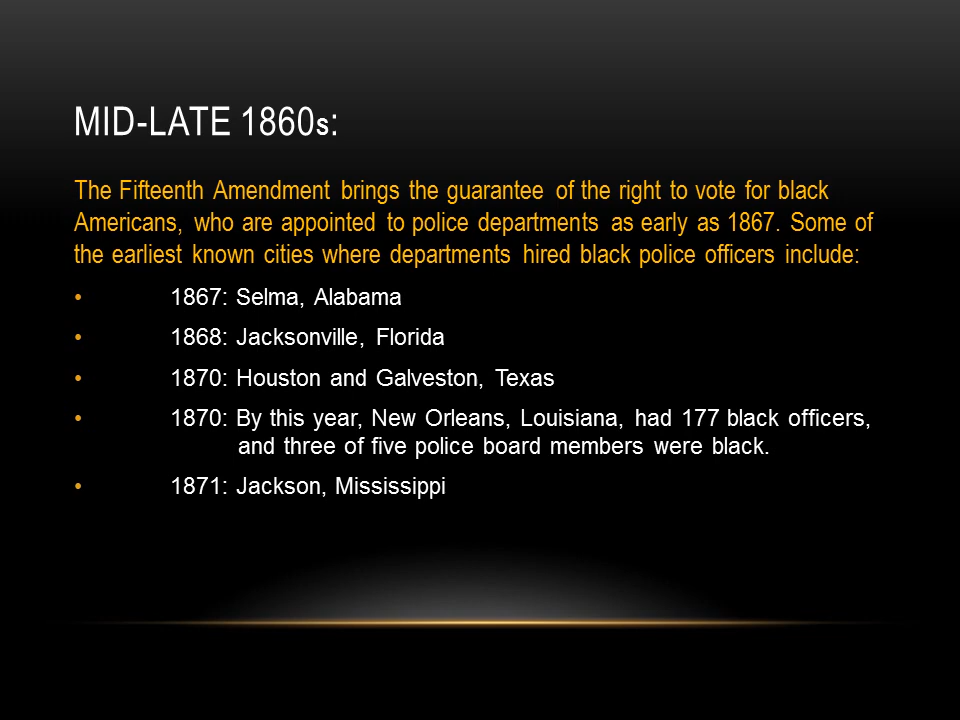 MID-LATE 1860s:
The Fifteenth Amendment brings the guarantee of the right to vote for black
Americans, who are appointed to police departments as early as 1867. Some of
the earliest known cities where departments hired black police officers include:
• 1867: Selma, Alabama
• 1868: Jacksonville, Florida
• 1870: Houston and Galveston, Texas
• 1870: By this year, New Orleans, Louisiana, had 177 black officers,
and three of five police board members were black.
• 1871: Jackson, Mississippi